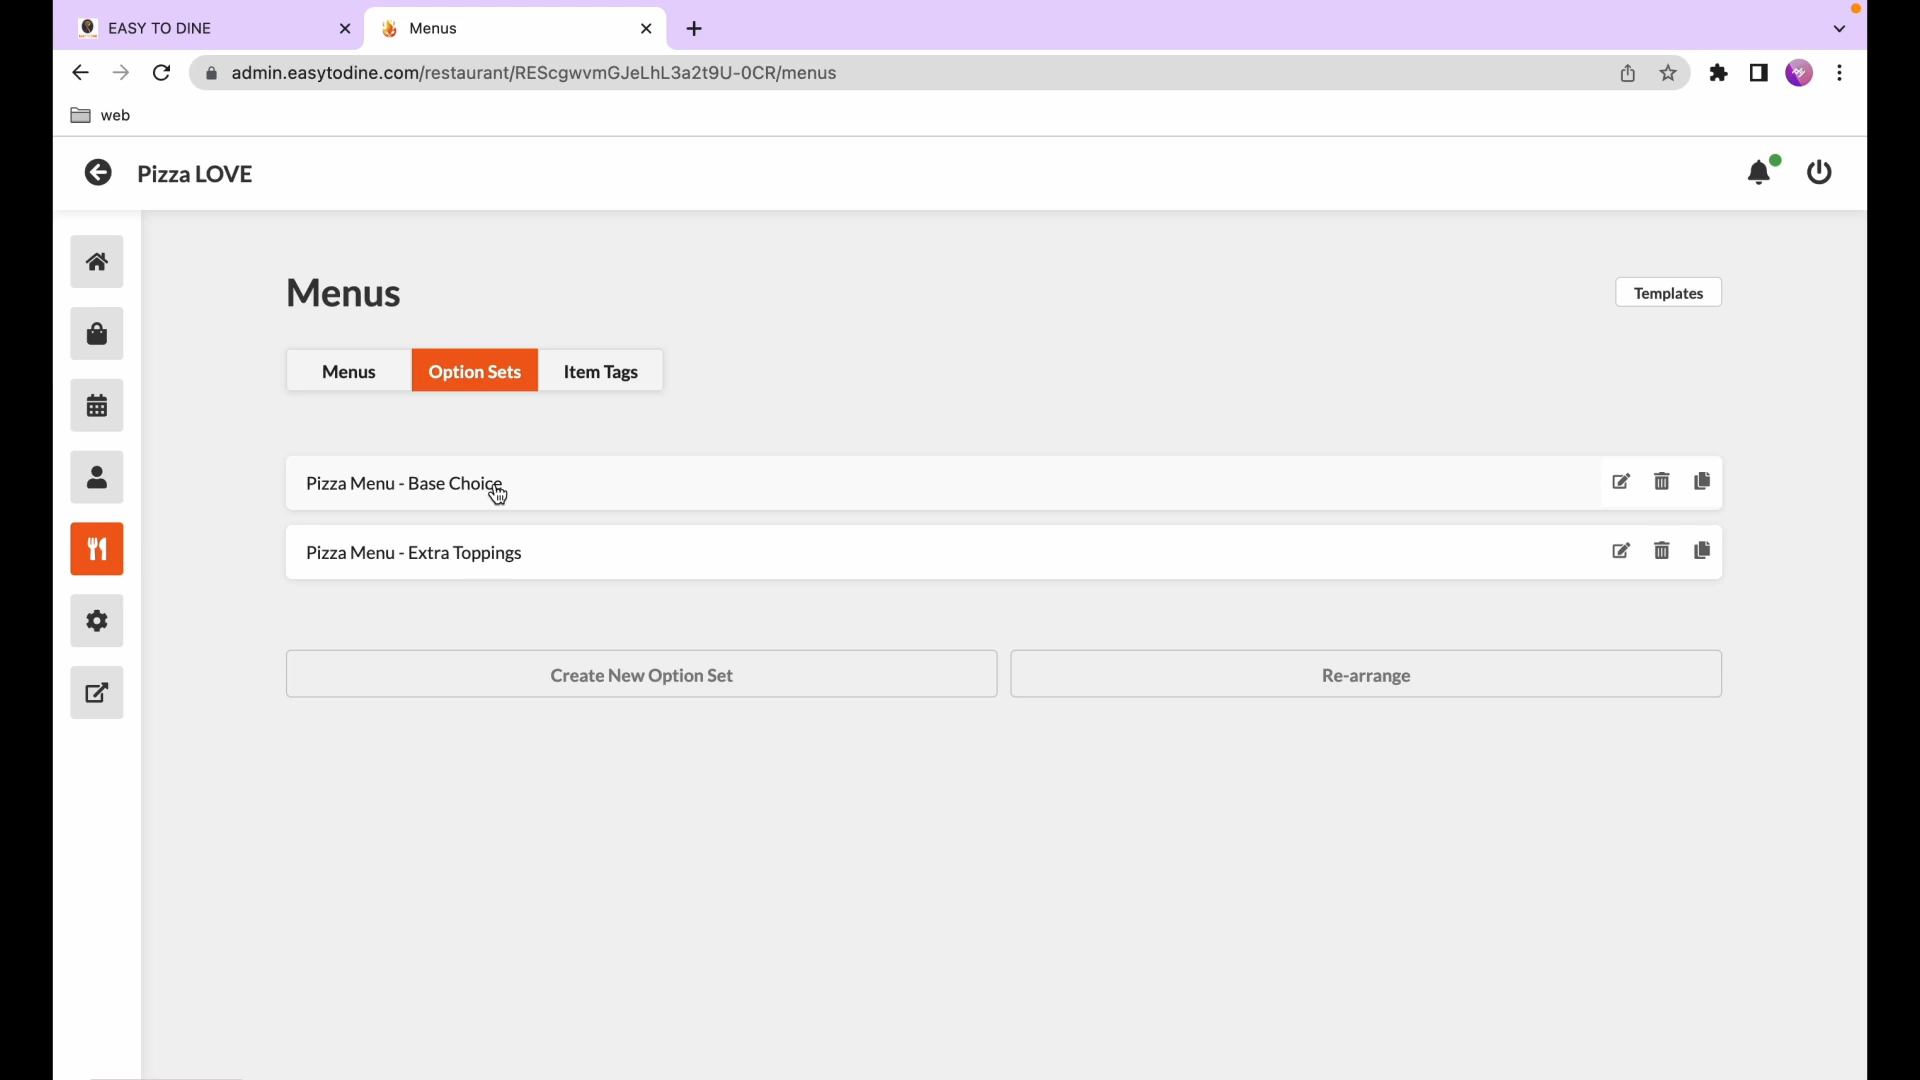 EASY TO DINE
Menus
admin.easytodine.com/restaurant/REScgwvmGJeLhL3a2t9U-0CR/menus
web
Pizza LOVE
Menus
Templates
Menus
Option Sets
Item Tags
Pizza Menu - Base Choice
Pizza Menu - Extra Toppings
Create New Option Set
Re-arrange